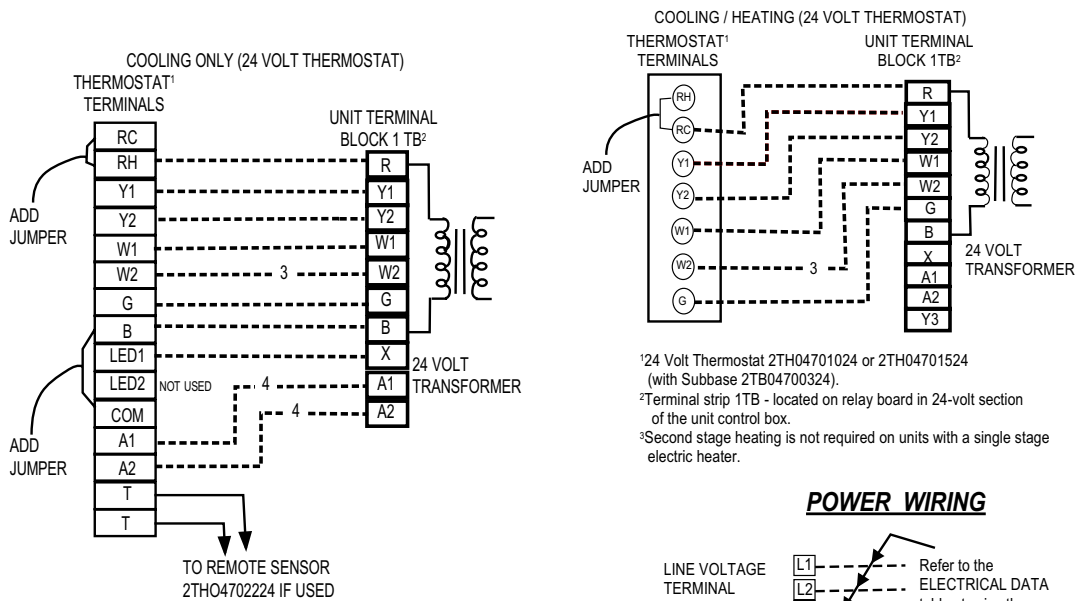 COOLING ONLY (24 VOLT THERMOSTAT)
THERMOSTAT¹
TERMINALS
UNIT TERMINAL
BLOCK 1 TB²
RC
RH
Y1
Y2
W1
W2
G
B
LED1
LED2
COM
A1
A2
T
T
ADD
JUMPER
ADD
JUMPER
NOT USED
3
4
4
R
Y1
Y2
W1
W2
G
B
X
A1
A2
24 VOLT
TRANSFORMER
TO REMOTE SENSOR
2THO4702224 IF USED
COOLING / HEATING (24 VOLT THERMOSTAT)
THERMOSTAT¹
TERMINALS
UNIT TERMINAL
BLOCK 1TB²
RH
RC
Y1
Y2
W1
W2
G
ADD
JUMPER
3
R
Y1
Y2
W1
W2
G
B
X
A1
A2
Y3
24 VOLT
TRANSFORMER
¹24 Volt Thermostat 2TH04701024 or 2TH04701524
(with Subbase 2TB04700324).
²Terminal strip 1TB - located on relay board in 24-volt section
of the unit control box.
³Second stage heating is not required on units with a single stage
electric heater.
POWER WIRING
LINE VOLTAGE
TERMINAL
L1
L2
Refer to the
ELECTRICAL DATA